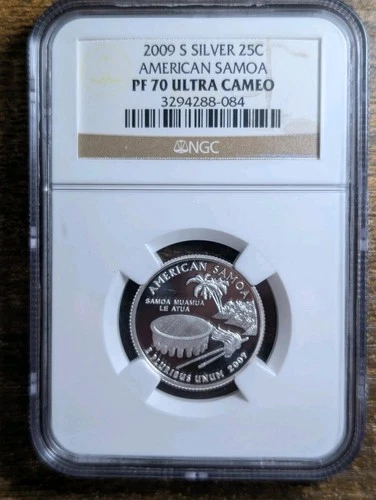 2009 S SILVER 25C
AMERICAN SAMOA
PF 70 ULTRA CAMEO
3294288-084
NGC
AMERICAN SAMOA
SAMOA MUAMUA
LE ATUA
E PLURIBUS UNUM 2009